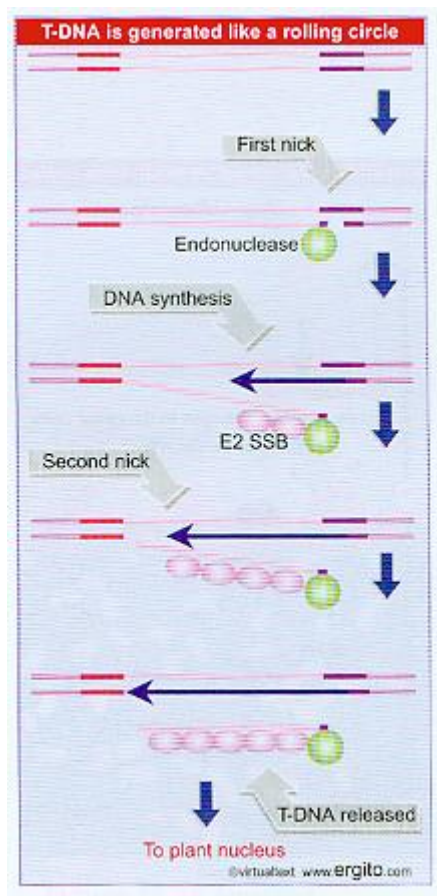 T-DNA is generated like a rolling circle
First nick
Endonuclease
DNA synthesis
E2 SSB
Second nick
T-DNA released
To plant nucleus
©virtualtext www.ergito.com